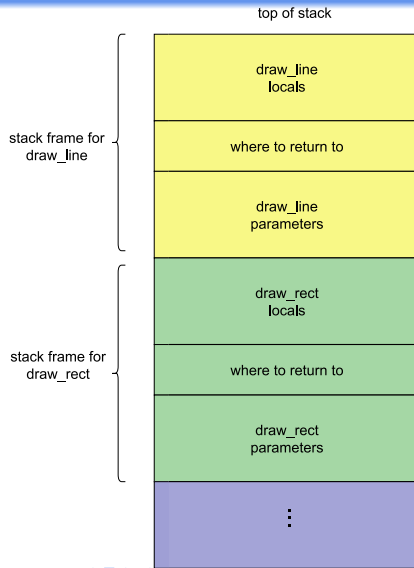 top of stack
draw_line
locals
stack frame for
draw_line
where to return to
draw_line
parameters
draw_rect
locals
stack frame for
draw_rect
where to return to
draw_rect
parameters
⋮